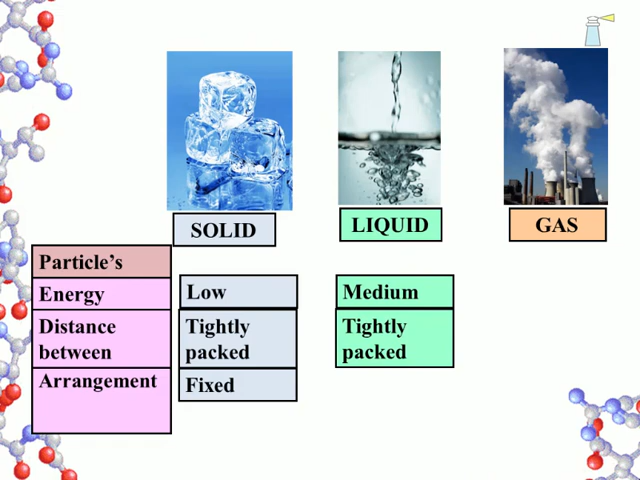 SOLID
LIQUID
GAS
Particle's
Energy
Low
Medium
Distance
between
Tightly
packed
Tightly
packed
Arrangement
Fixed